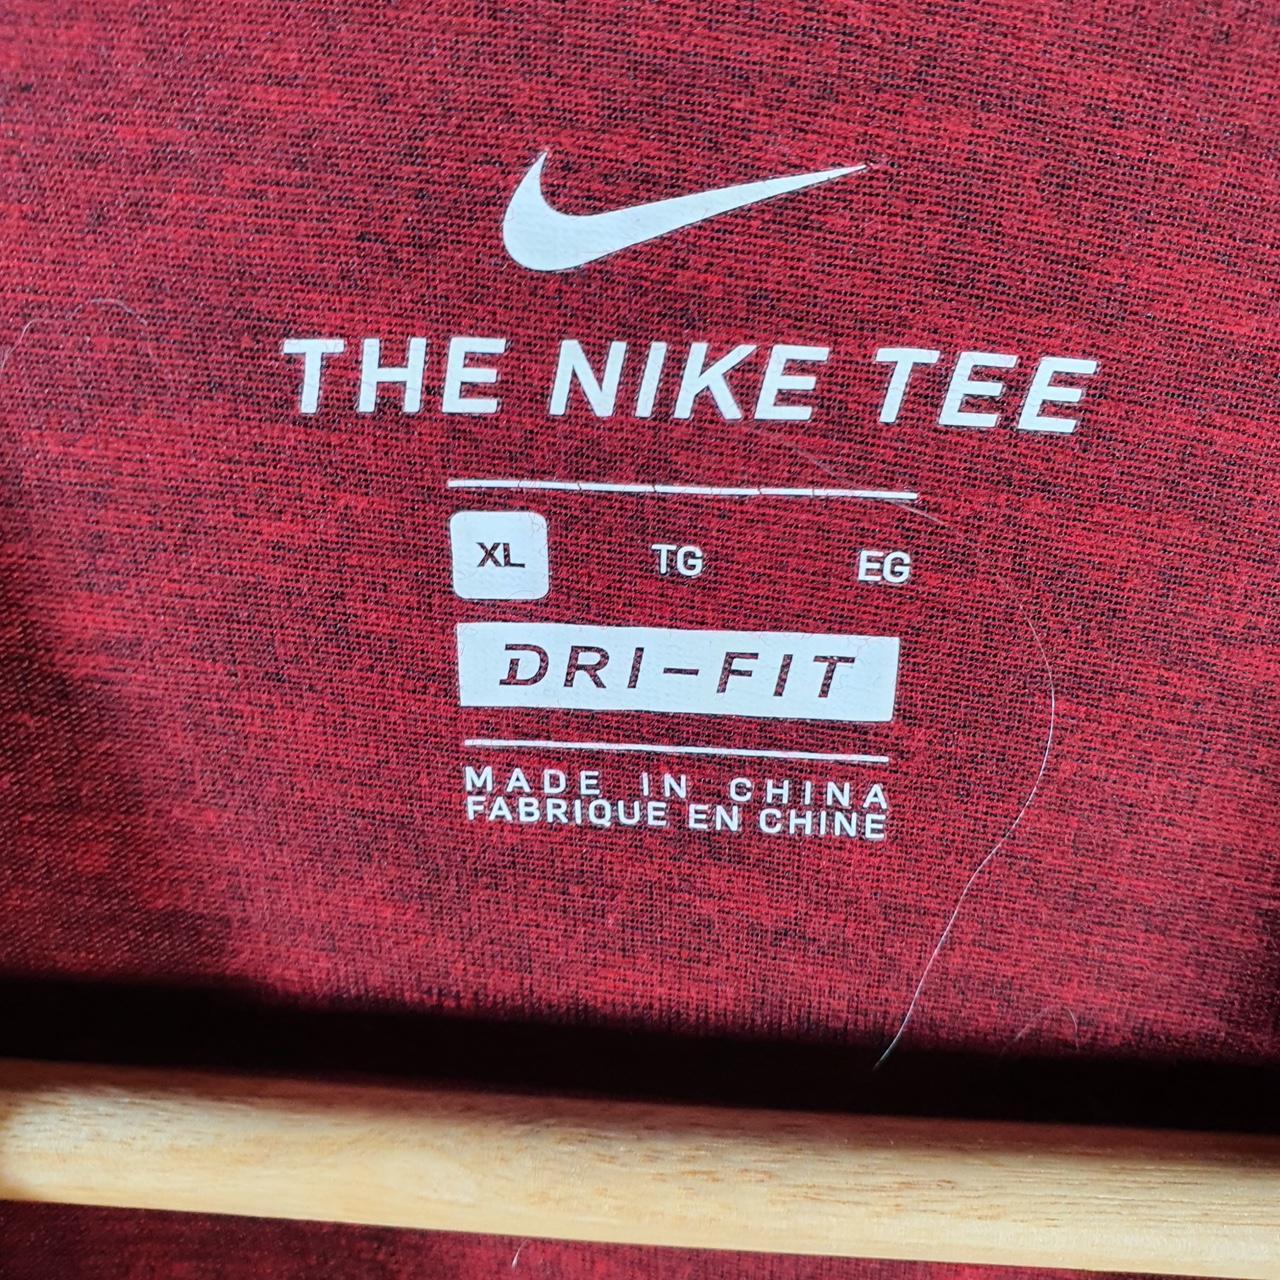 THE NIKE TEE
XL TG EG
DRI-FIT
MADE IN CHINA
FABRIQUE EN CHINE